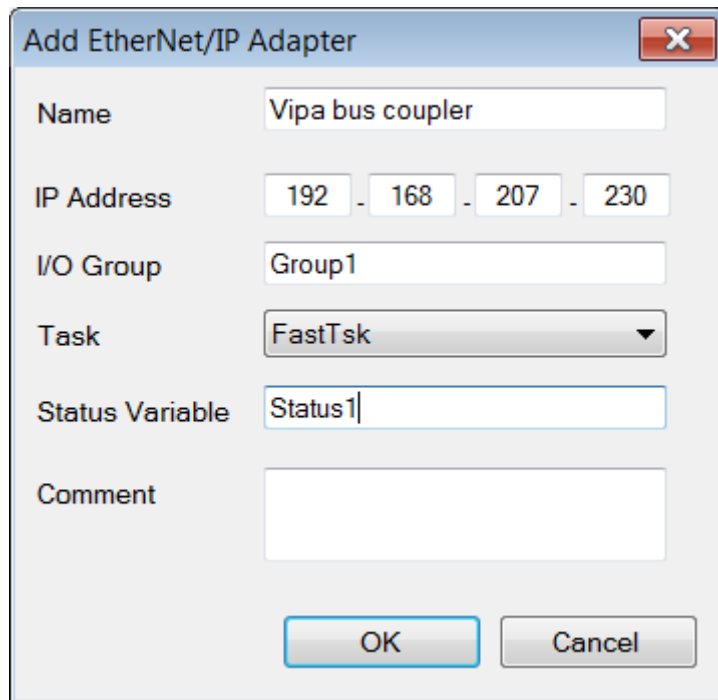 Add EtherNet/IP Adapter
Name Vipa bus coupler
IP Address 192 . 168 . 207 . 230
I/O Group Group1
Task FastTsk
Status Variable Status1
Comment
OK Cancel